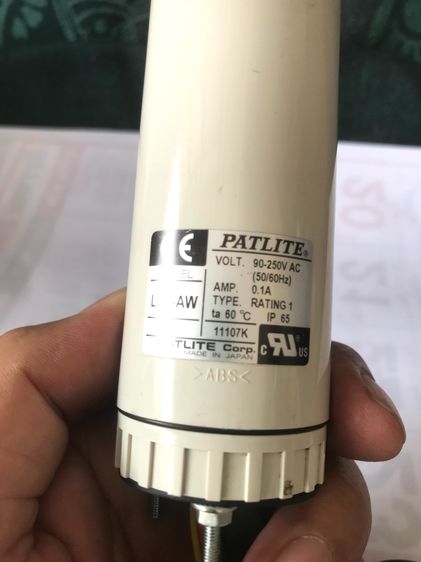 CE PATLITE®
VOLT. 90-250V AC
(50/60Hz)
AMP. 0.1A
-AW TYPE. RATING 1
ta 60 °C IP 65
11107K
Corp.
MADE IN JAPAN
C US
>ABS<